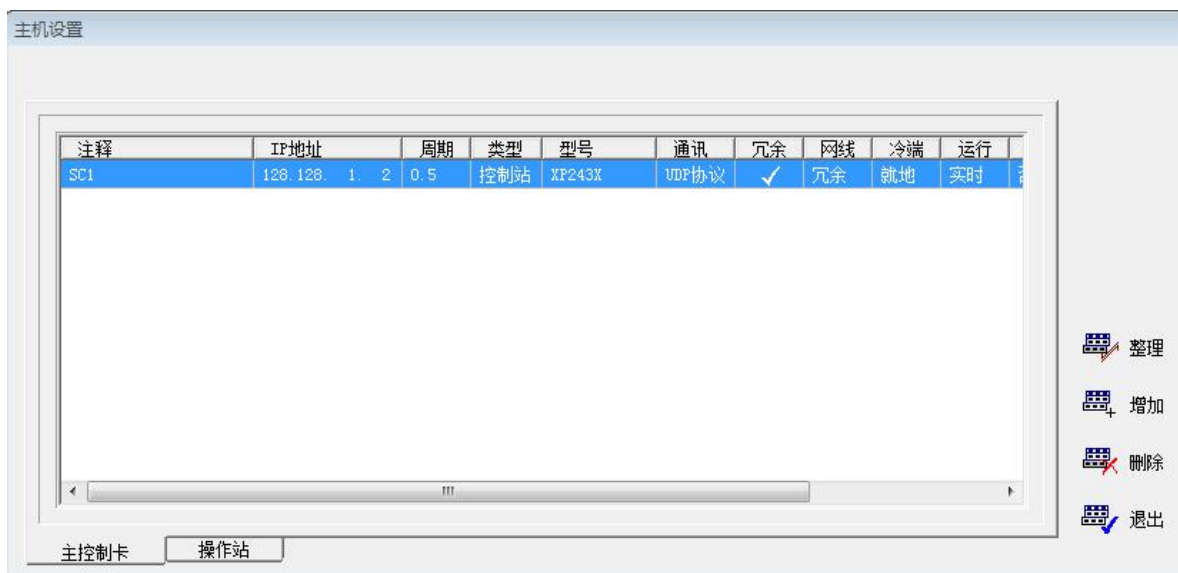 主机设置
注释 IP地址 周期 类型 型号 通讯 冗余 网线 冷端 运行
SC1 128.128. 1. 2 0.5 控制站 XP243X UDP协议 ✓ 冗余 就地 实时
整理
增加
删除
退出
主控制卡 操作站